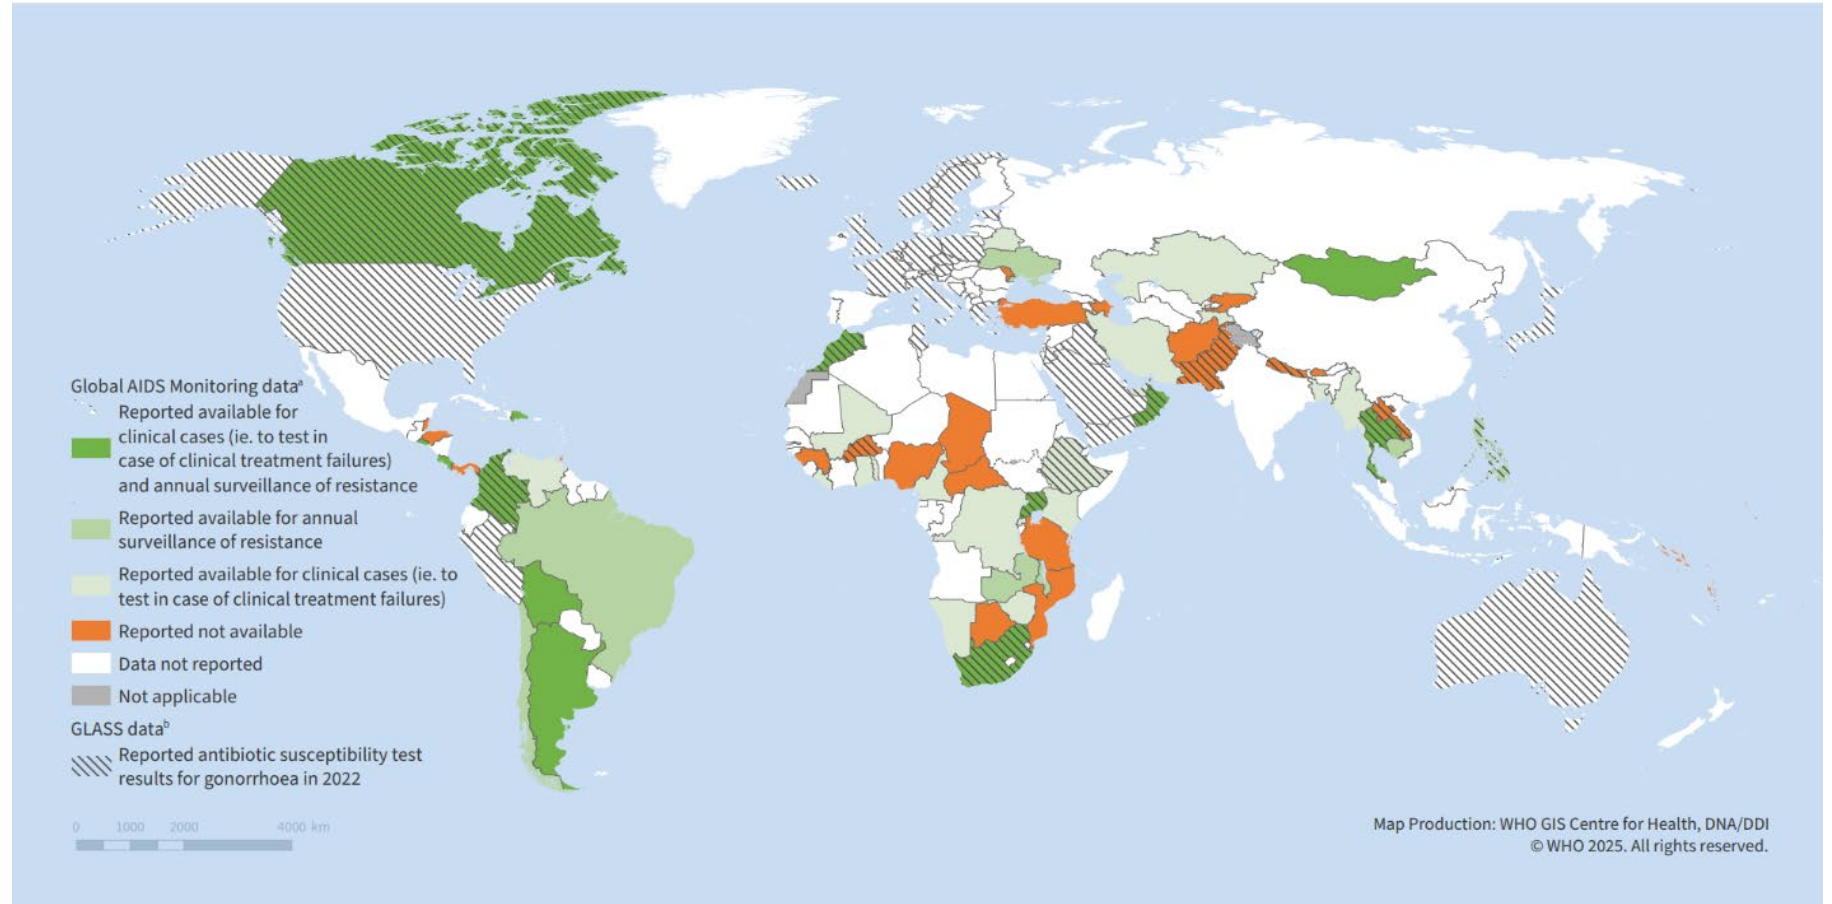 Global AIDS Monitoring dataᵃ
Reported available for
clinical cases (ie. to test in
case of clinical treatment failures)
and annual surveillance of resistance
Reported available for annual
surveillance of resistance
Reported available for clinical cases (ie. to
test in case of clinical treatment failures)
Reported not available
Data not reported
Not applicable
GLASS dataᵇ
Reported antibiotic susceptibility test
results for gonorrhoea in 2022
0 1000 2000 4000 km
Map Production: WHO GIS Centre for Health, DNA/DDI
© WHO 2025. All rights reserved.